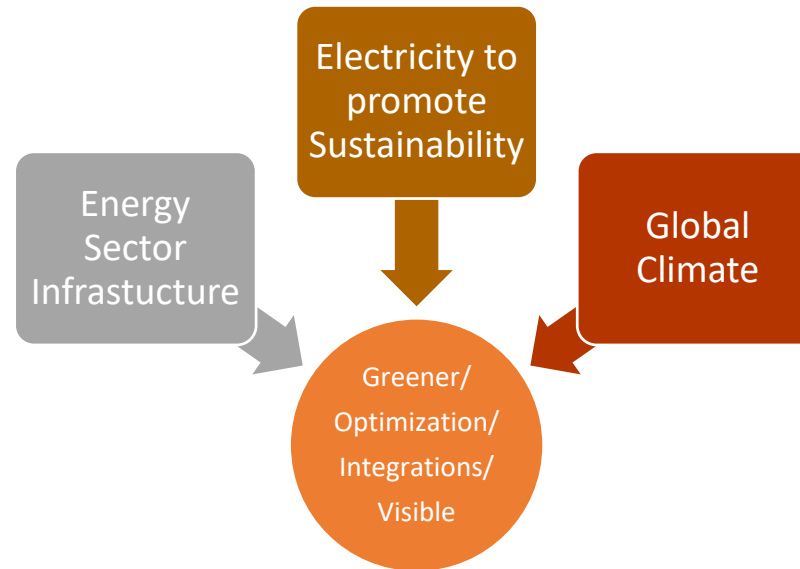 Electricity to
promote
Sustainability
Energy
Sector
Infrastucture
Global
Climate
Greener/
Optimization/
Integrations/
Visible